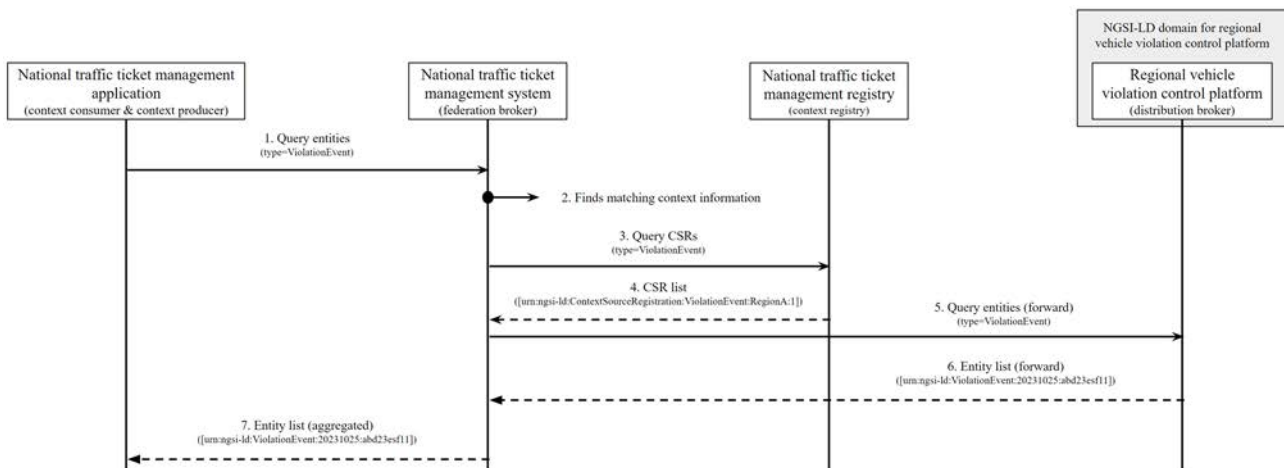 NGSI-LD domain for regional
vehicle violation control platform
National traffic ticket management
application
(context consumer & context producer)
National traffic ticket
management system
(federation broker)
National traffic ticket
management registry
(context registry)
Regional vehicle
violation control platform
(distribution broker)
1. Query entities
(type=ViolationEvent)
2. Finds matching context information
3. Query CSRs
(type=ViolationEvent)
4. CSR list
([urn:ngsi-ld:ContextSourceRegistration:ViolationEvent:RegionA:1])
5. Query entities (forward)
(type=ViolationEvent)
6. Entity list (forward)
([urn:ngsi-ld:ViolationEvent:20231025:abd23esf11])
7. Entity list (aggregated)
([urn:ngsi-ld:ViolationEvent:20231025:abd23esf11])